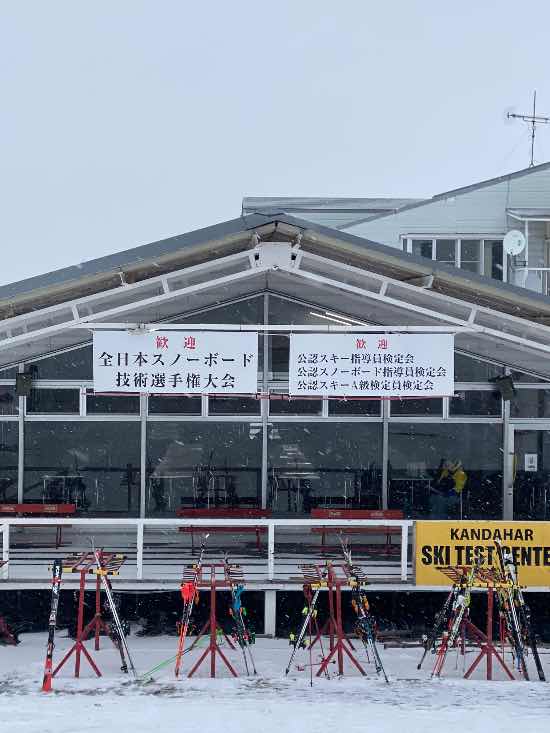 歓迎
全日本スノーボード
技術選手権大会
歓迎
公認スキー指導員検定会
公認スノーボード指導員検定会
公認スキーA級検定員検定会
KANDAHAR
SKI TEST CENTER